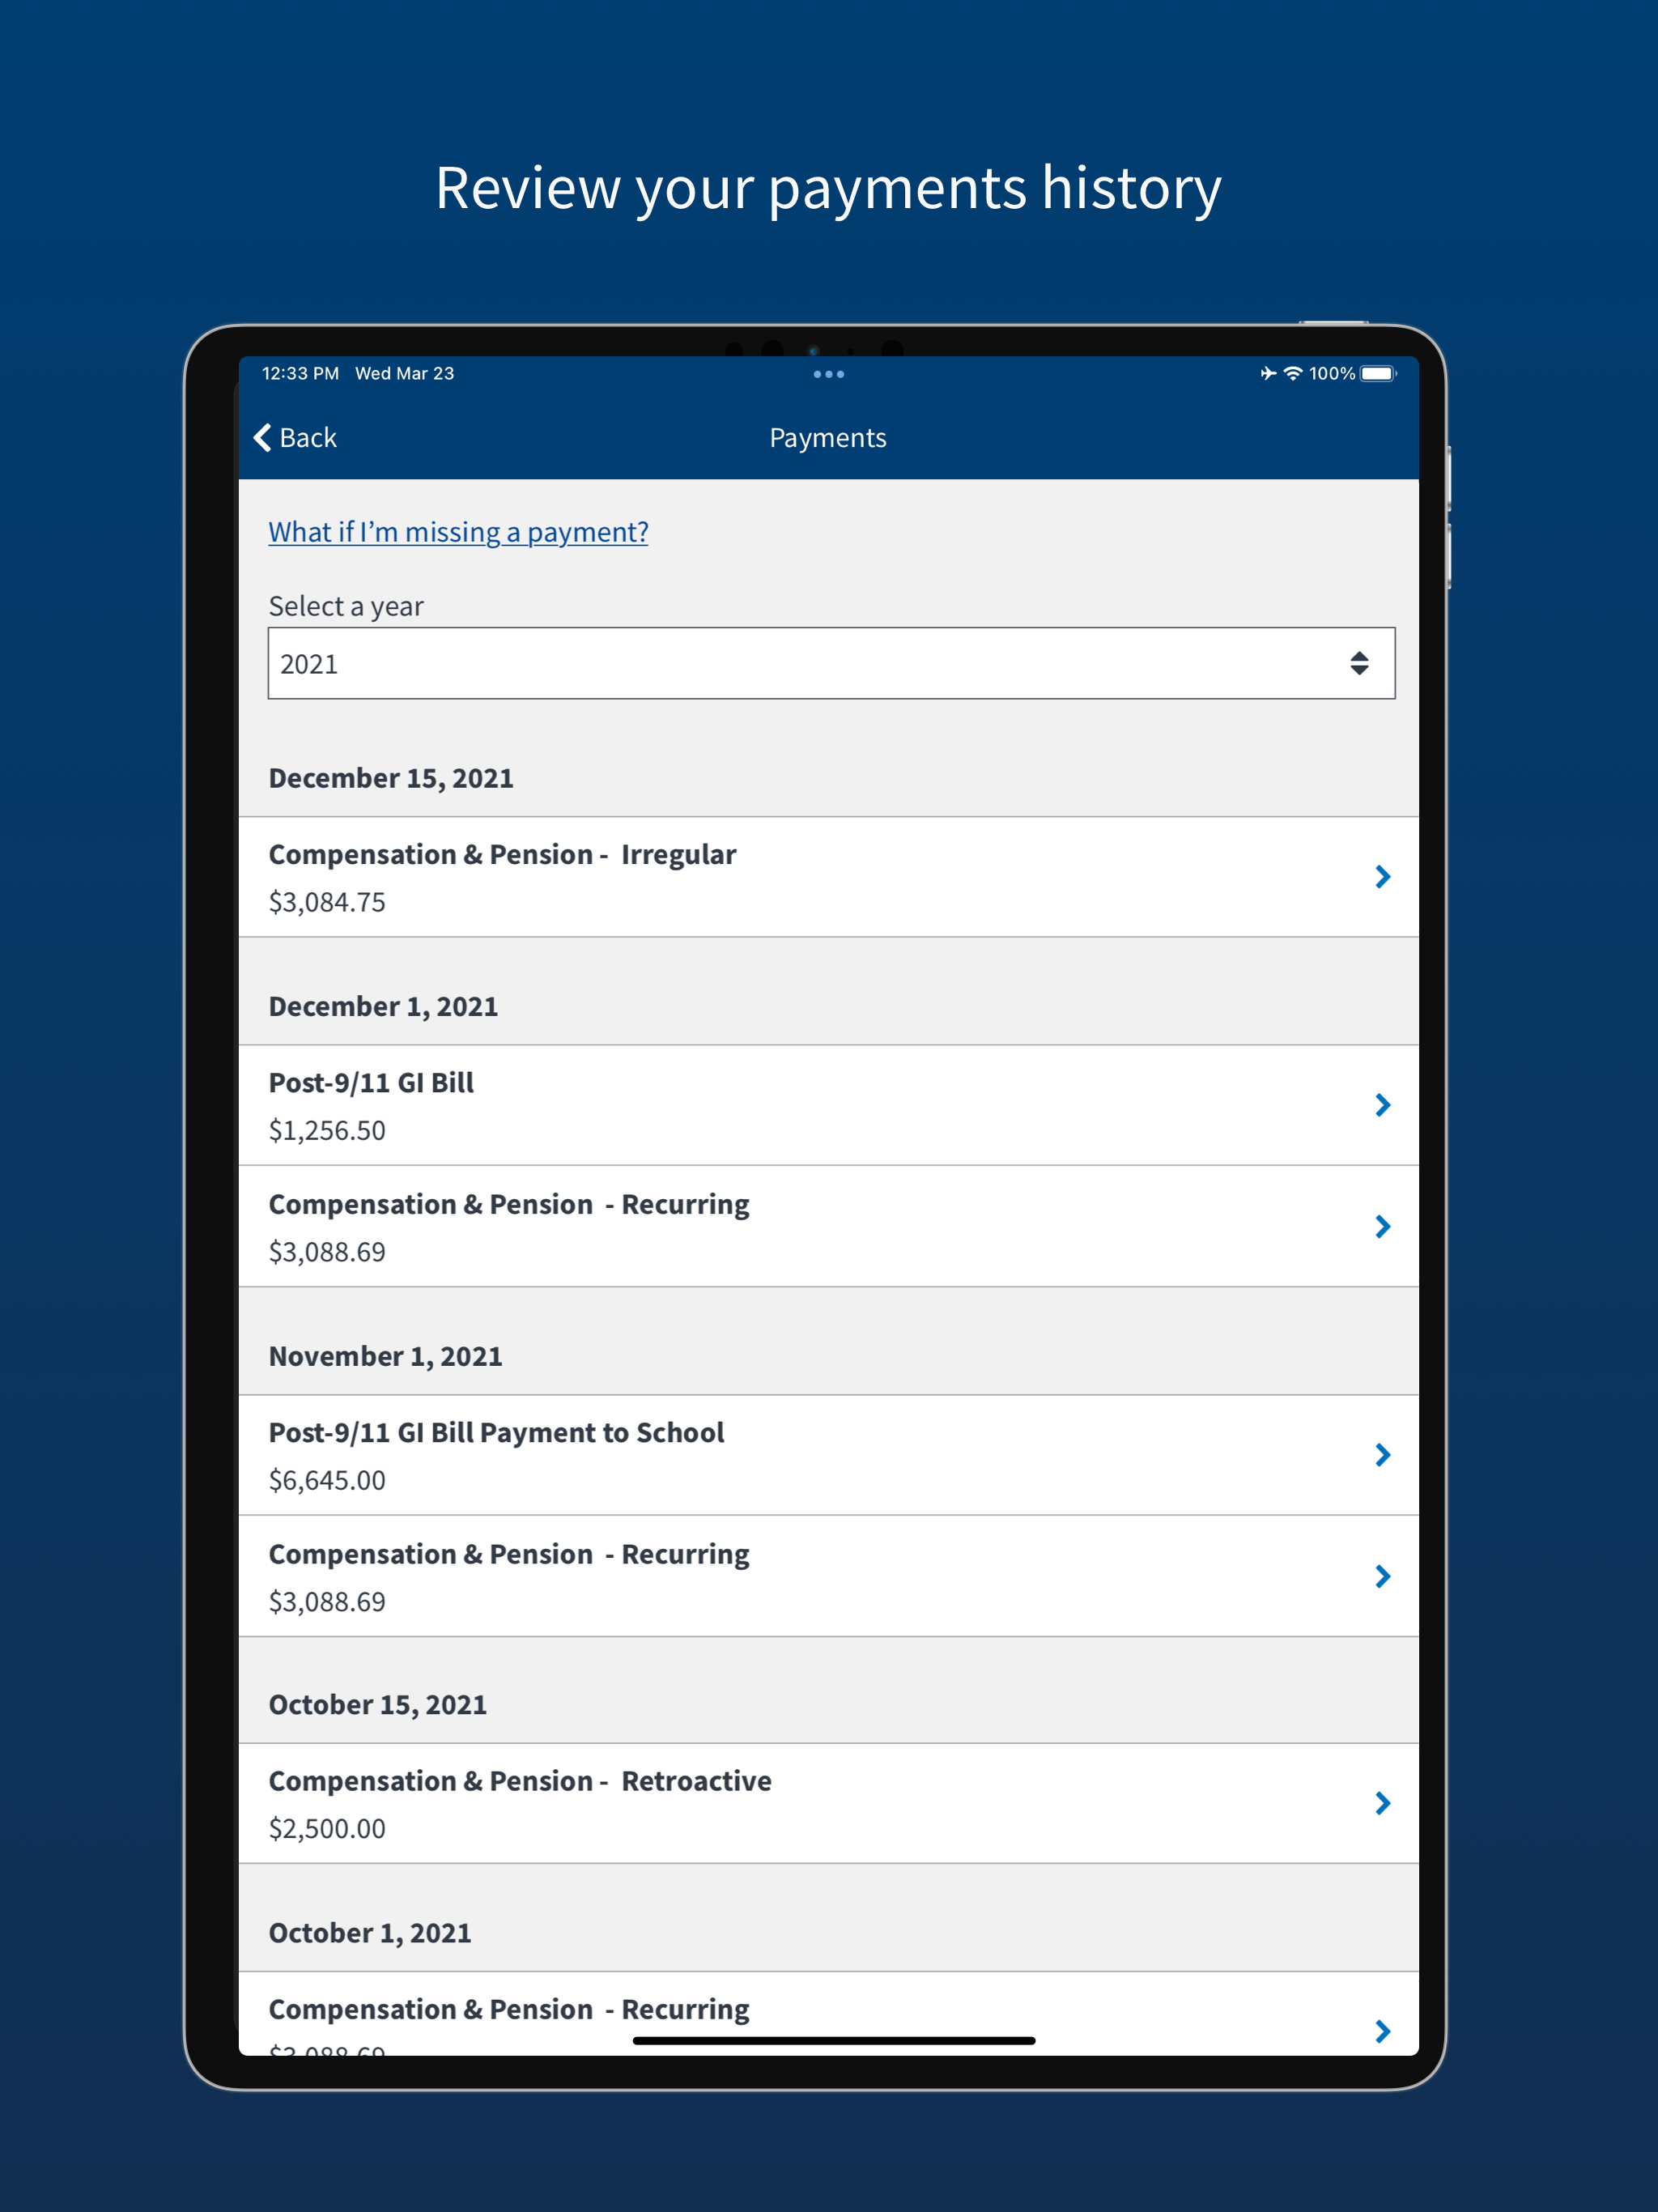 Review your payments history
12:33 PM Wed Mar 23
100%
Back
Payments
What if I’m missing a payment?
Select a year
2021
December 15, 2021
Compensation & Pension - Irregular
$3,084.75
December 1, 2021
Post-9/11 GI Bill
$1,256.50
Compensation & Pension - Recurring
$3,088.69
November 1, 2021
Post-9/11 GI Bill Payment to School
$6,645.00
Compensation & Pension - Recurring
$3,088.69
October 15, 2021
Compensation & Pension - Retroactive
$2,500.00
October 1, 2021
Compensation & Pension - Recurring
$3,088.69